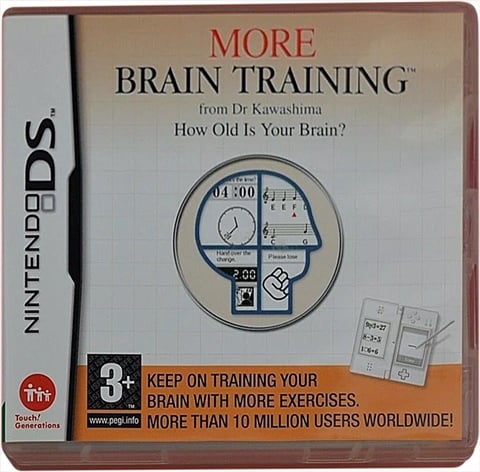 MORE
BRAIN TRAINING™
from Dr Kawashima
How Old Is Your Brain?
NINTENDO DS™
04:00
E E F
A
C G
Hand over the
change.
2.00
Please lose
3+
www.pegi.info
Touch!
Generations
KEEP ON TRAINING YOUR
BRAIN WITH MORE EXERCISES.
MORE THAN 10 MILLION USERS WORLDWIDE!